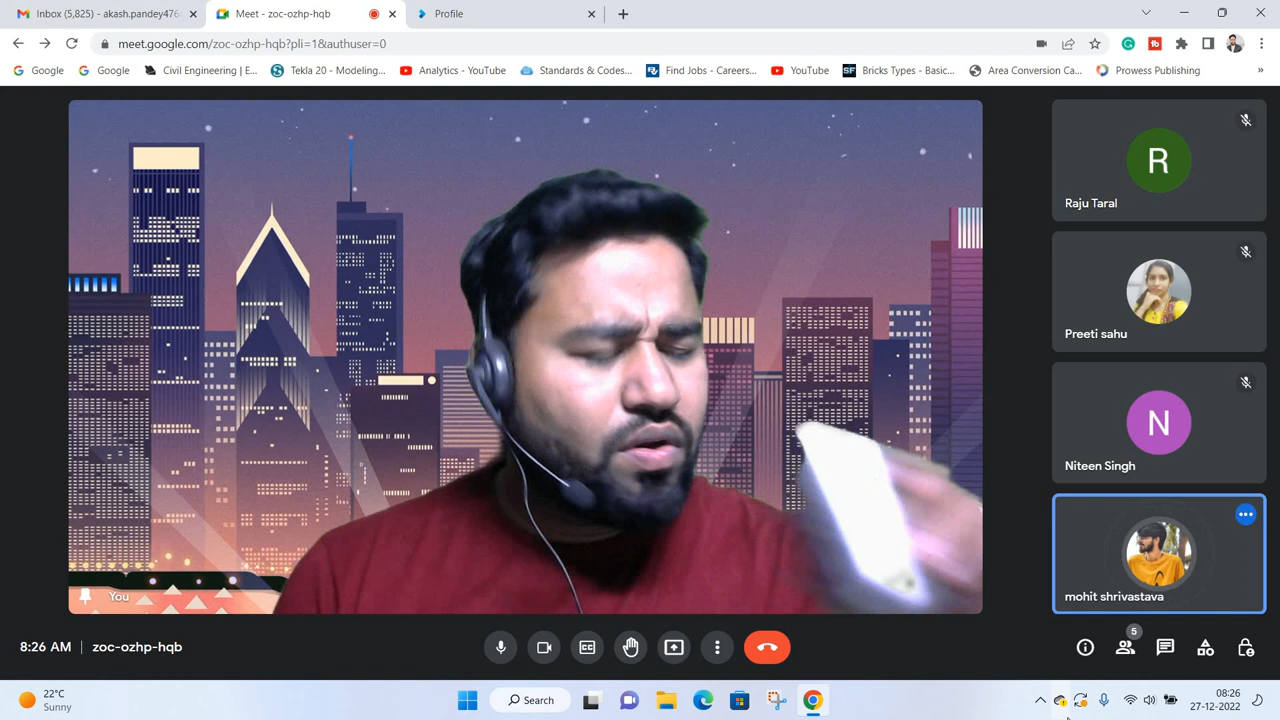 Inbox (5,825) - akash.pandey476
Meet - zoc-ozhp-hqb
Profile
meet.google.com/zoc-ozhp-hqb?pli=1&authuser=0
Google
Google
Civil Engineering | E...
Tekla 20 - Modeling...
Analytics - YouTube
Standards & Codes...
Find Jobs - Careers...
YouTube
SF Bricks Types - Basic...
Area Conversion Ca...
Prowess Publishing
»
R
Raju Taral
Preeti sahu
N
Niteen Singh
mohit shrivastava
You
8:26 AM | zoc-ozhp-hqb
CC
5
22°C
Sunny
Search
08:26
27-12-2022